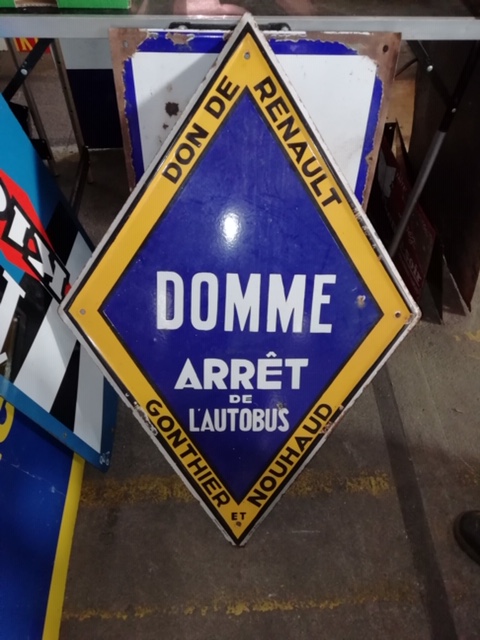 DON DE RENAULT
DOMME
ARRÊT
DE
L'AUTOBUS
GONTHIER ET NOUHAUD